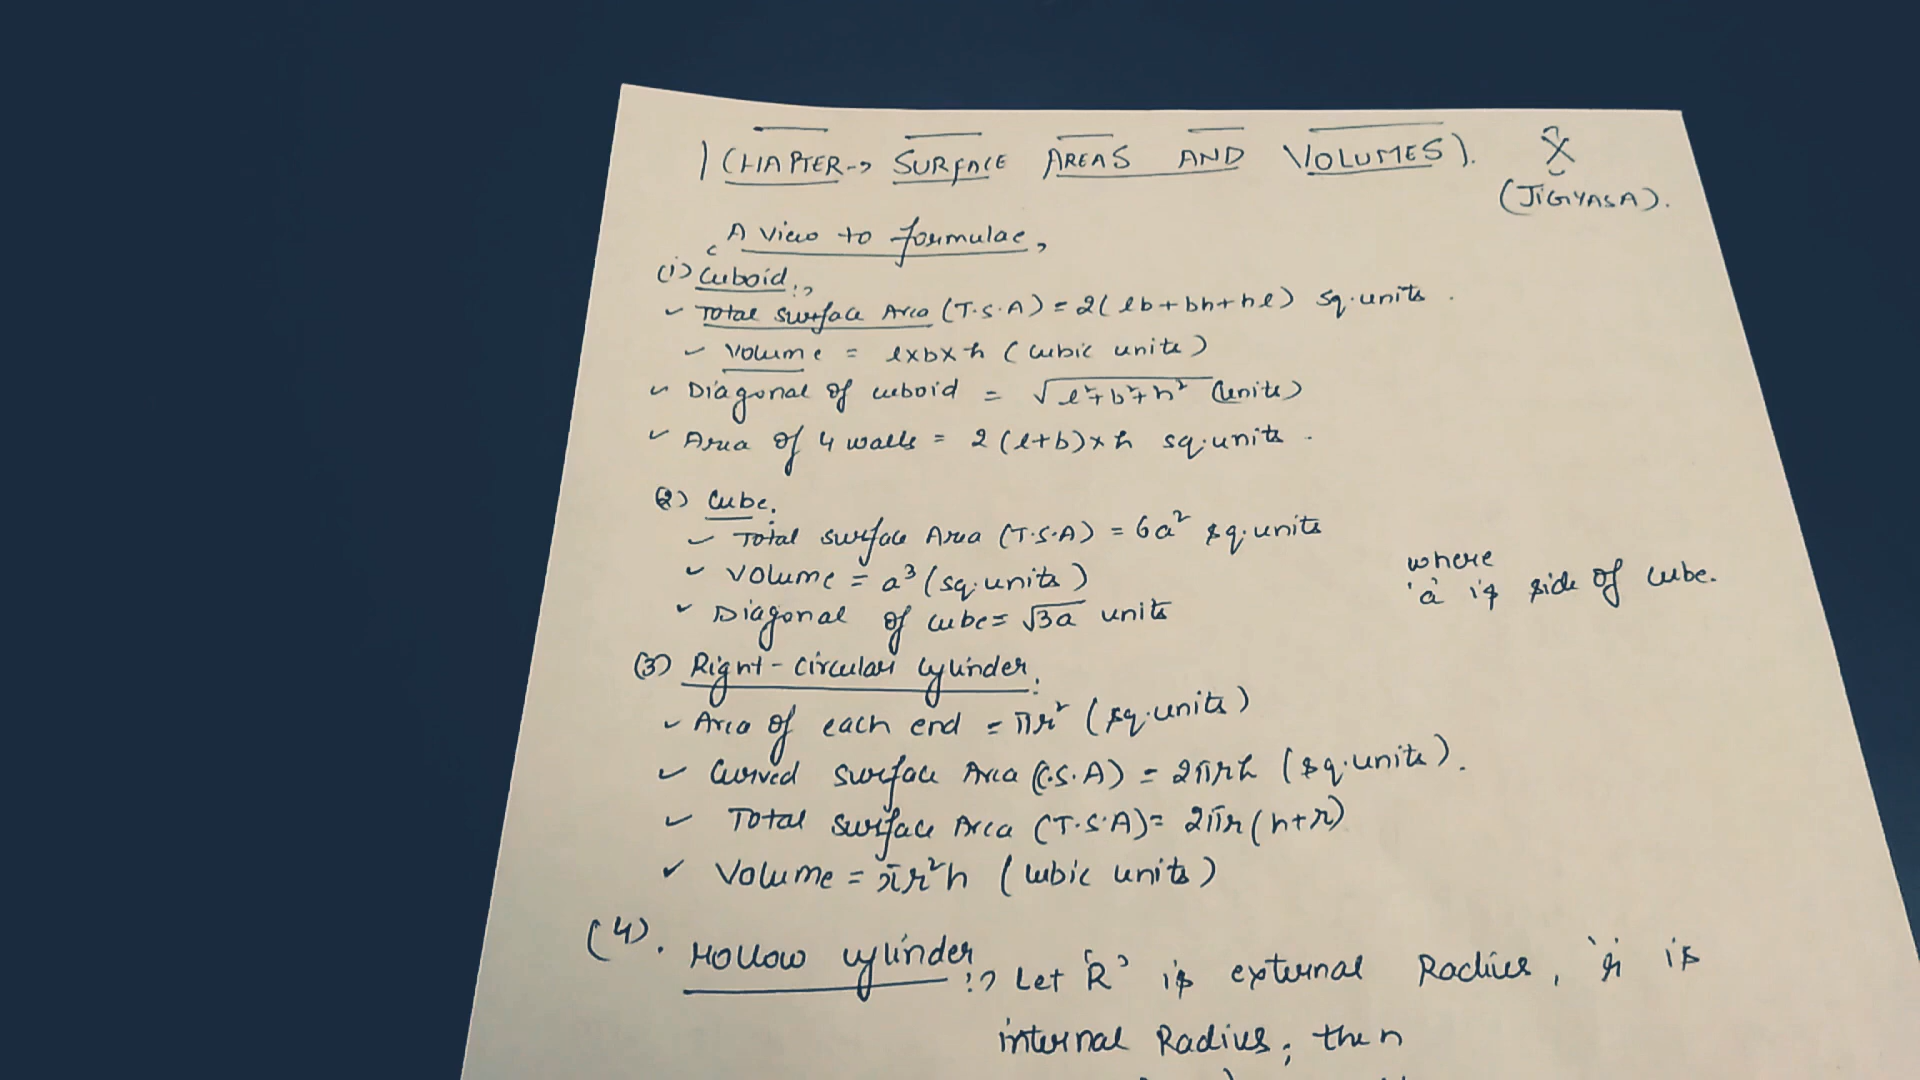 CHAPTER-> SURFACE AREAS AND VOLUMES). X
(JIGYASA).
A view to formulae,
(i) Cuboid:,
Total Surface Area (T.S.A) = 2(lb+bh+hl) sq.units.
Volume = l×b×h (cubic units)
Diagonal of cuboid = √l²+b²+h² (units)
Area of 4 walls = 2(l+b)×h sq.units.
(2) Cube.
Total surface Area (T.S.A) = 6a² sq.units
Volume = a³ (sq.units)
where
'a' is side of cube.
Diagonal of cube = √3a units
(3) Right-circular cylinder:
Area of each end = πr² (sq.units)
Curved surface Area (C.S.A) = 2πrh (sq.units).
Total surface Area (T.S.A) = 2πr(h+r)
Volume = πr²h (cubic units)
(4). Hollow cylinder:, Let 'R' is external Radius, 'r' is
internal Radius; then